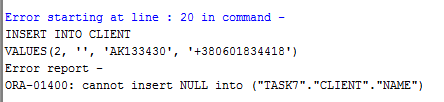 Error starting at line : 20 in command -
INSERT INTO CLIENT
VALUES(2, '', 'AK133430', '+380601834418')
Error report -
ORA-01400: cannot insert NULL into ("TASK7"."CLIENT"."NAME")